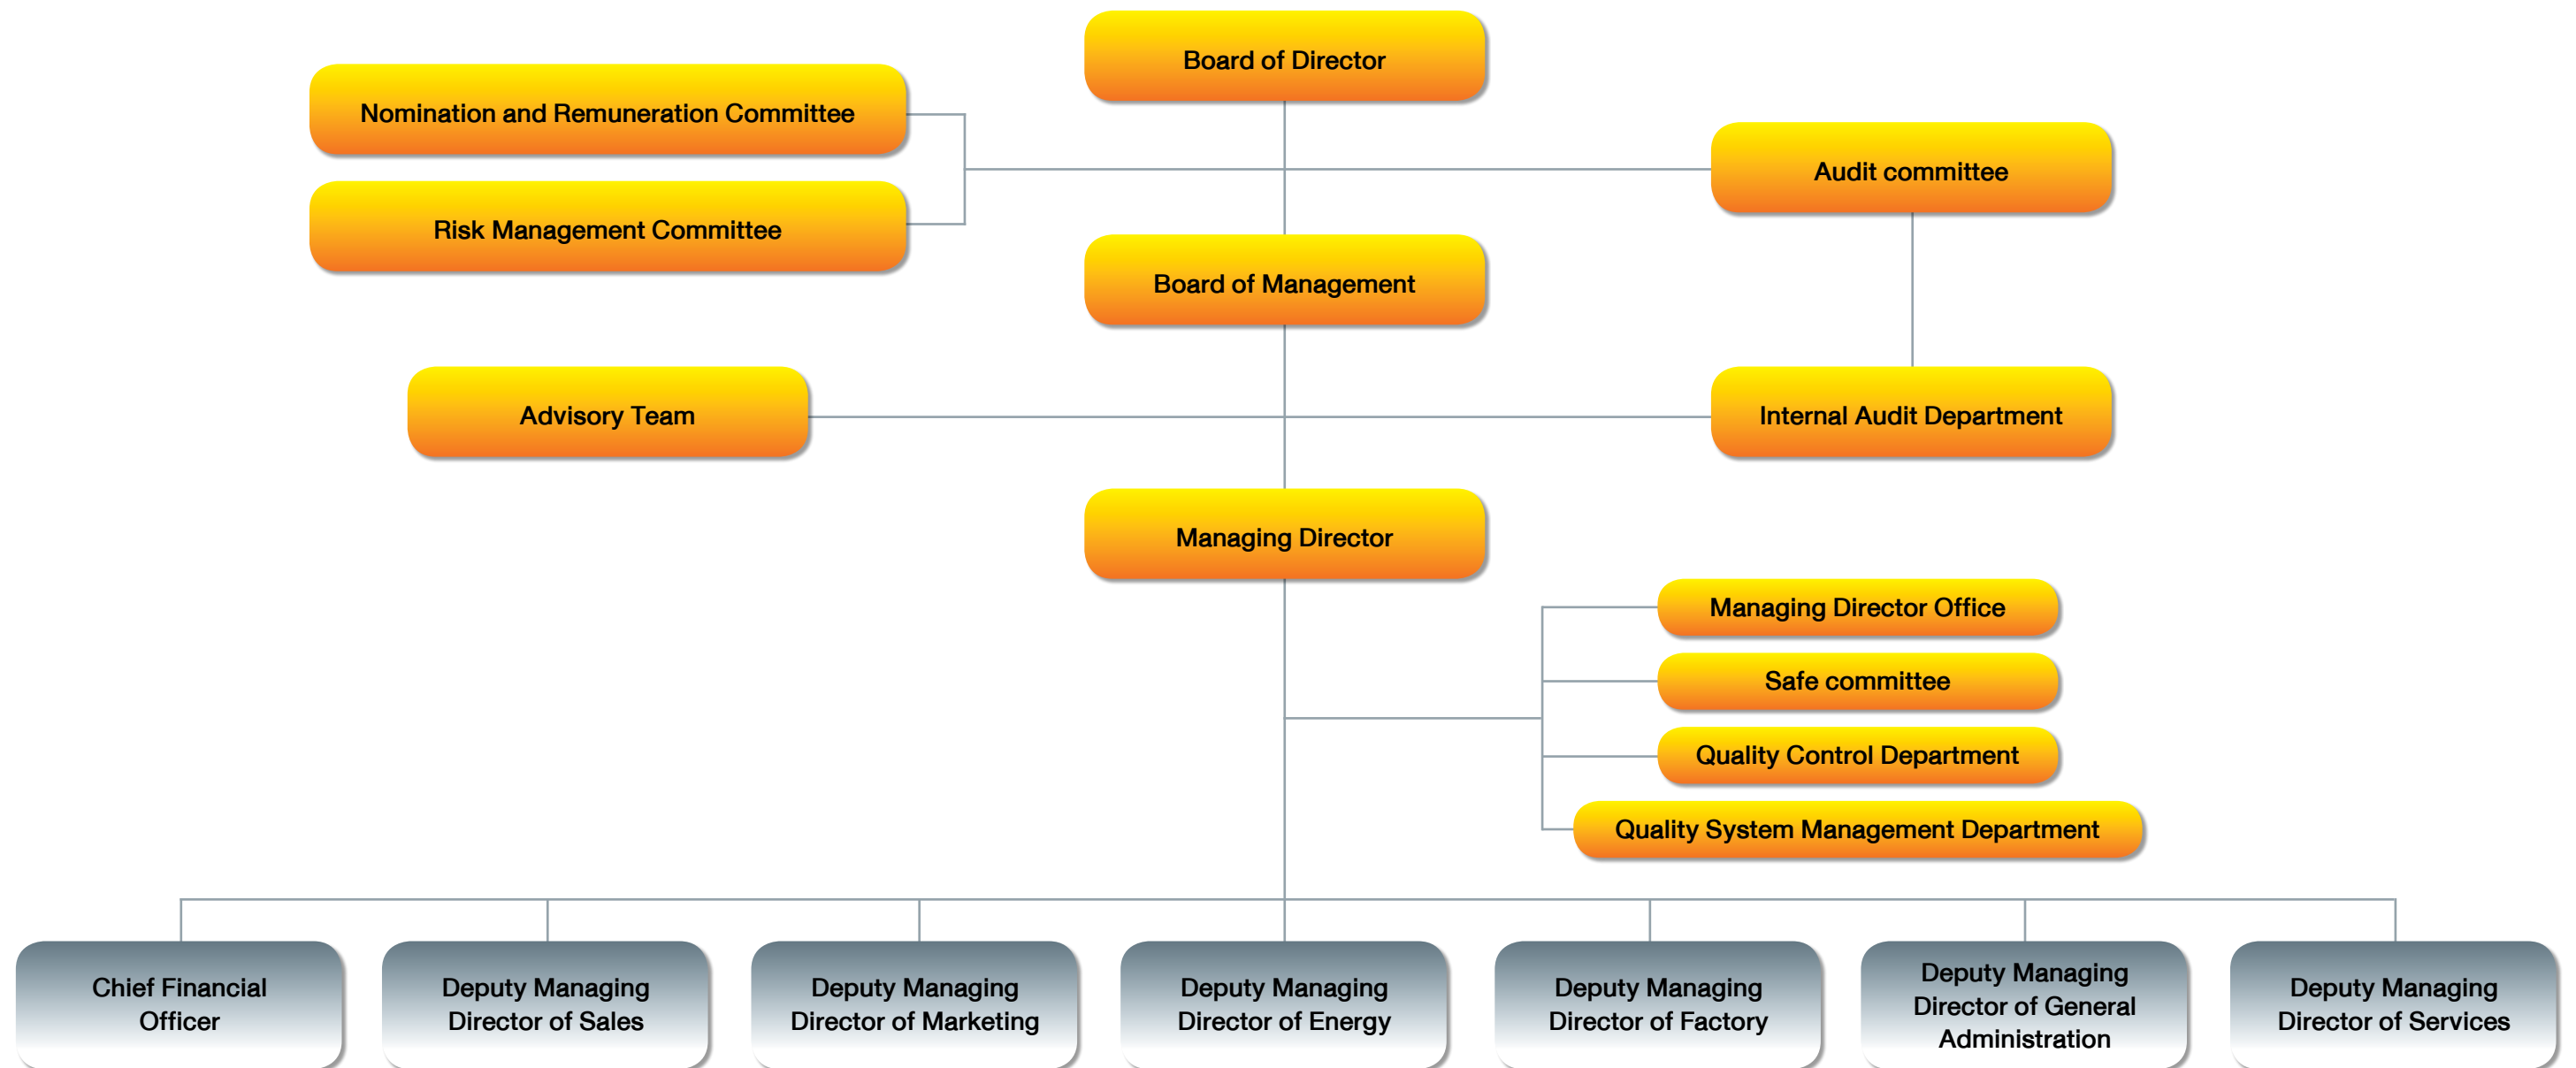 Board of Director
Nomination and Remuneration Committee
Audit committee
Risk Management Committee
Board of Management
Advisory Team
Internal Audit Department
Managing Director
Managing Director Office
Safe committee
Quality Control Department
Quality System Management Department
Chief Financial
Officer
Deputy Managing
Director of Sales
Deputy Managing
Director of Marketing
Deputy Managing
Director of Energy
Deputy Managing
Director of Factory
Deputy Managing
Director of General
Administration
Deputy Managing
Director of Services